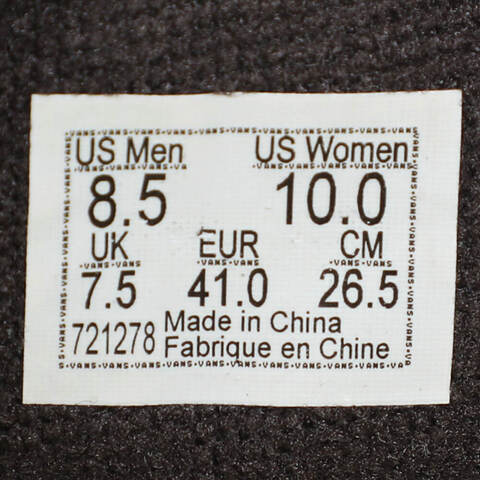 US Men US Women
8.5 10.0
UK EUR CM
7.5 41.0 26.5
721278 Made in China
Fabrique en Chine